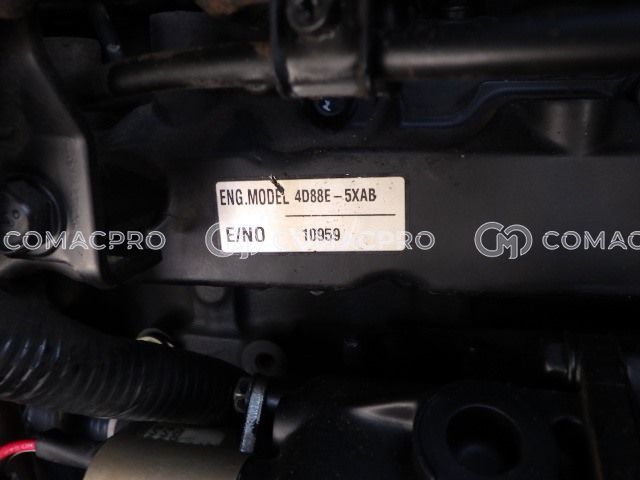 ENG.MODEL 4D88E-5XAB
E/NO 10959
COMACPRO COMACPRO COMACPRO